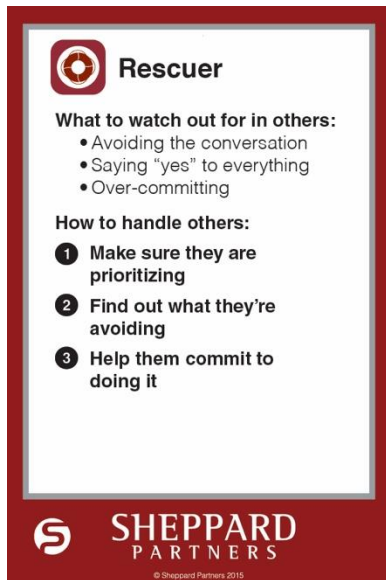 Rescuer
What to watch out for in others:
• Avoiding the conversation
• Saying “yes” to everything
• Over-committing
How to handle others:
1 Make sure they are
prioritizing
2 Find out what they’re
avoiding
3 Help them commit to
doing it
S SHEPPARD
PARTNERS
© Sheppard Partners 2015